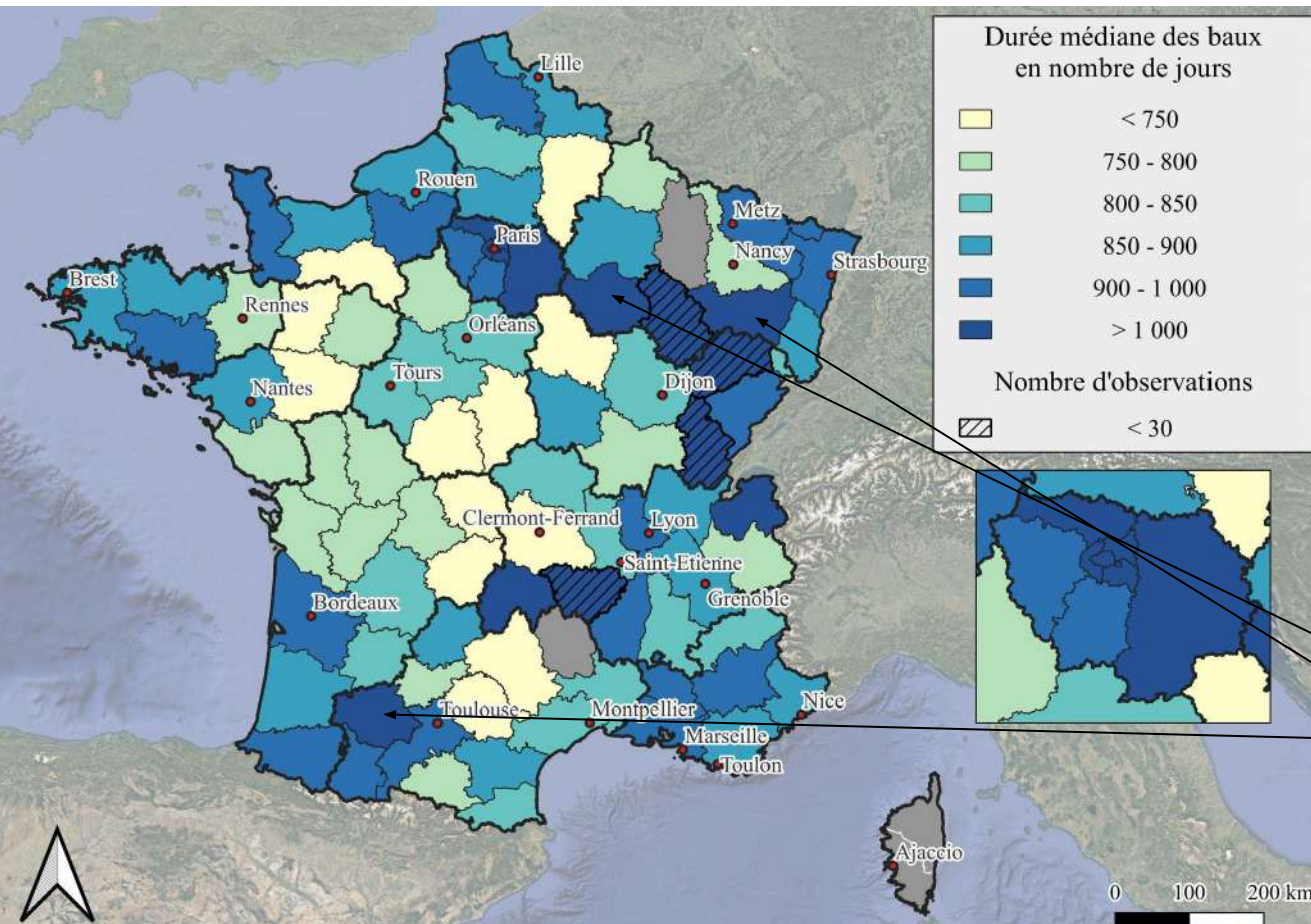 Durée médiane des baux
en nombre de jours
< 750
750 - 800
800 - 850
850 - 900
900 - 1 000
> 1 000
Nombre d'observations
< 30
Lille
Rouen
Metz
Paris
Nancy
Strasbourg
Brest
Rennes
Orléans
Tours
Dijon
Nantes
Clermont-Ferrand
Lyon
Saint-Etienne
Grenoble
Bordeaux
Toulouse
Montpellier
Nice
Marseille
Toulon
Ajaccio
0 100 200 km